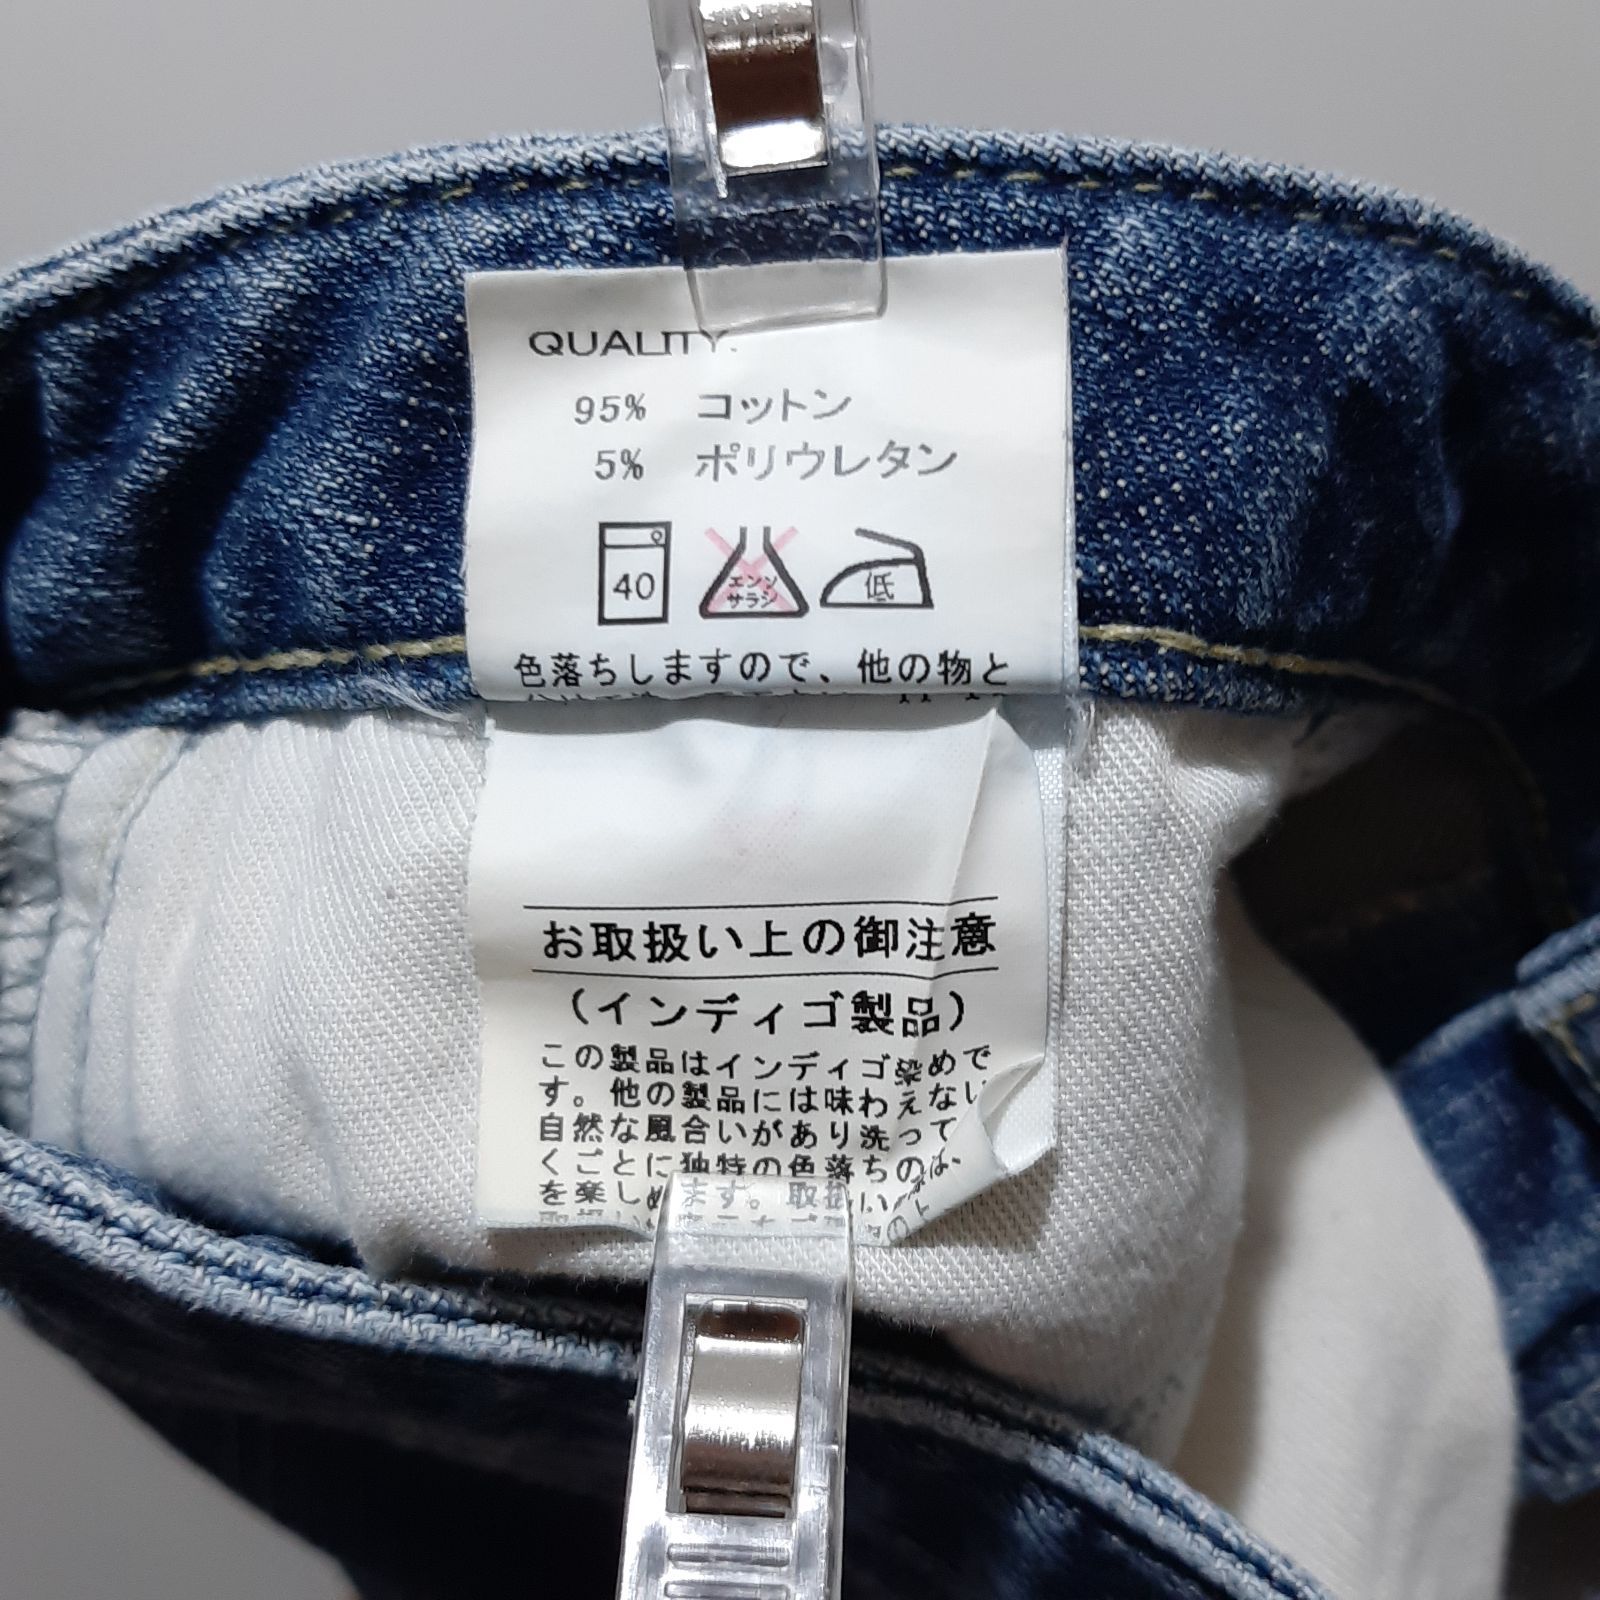 QUALITY.
95% コットン
5% ポリウレタン
40
エンソ
サラシ
低
色落ちしますので、他の物と
お取扱い上の御注意
(インディゴ製品)
この製品はインディゴ染めで
す。他の製品には味わえない
自然な風合いがあり洗って
くごとに独特の色落ちの
を楽しめます。取扱い